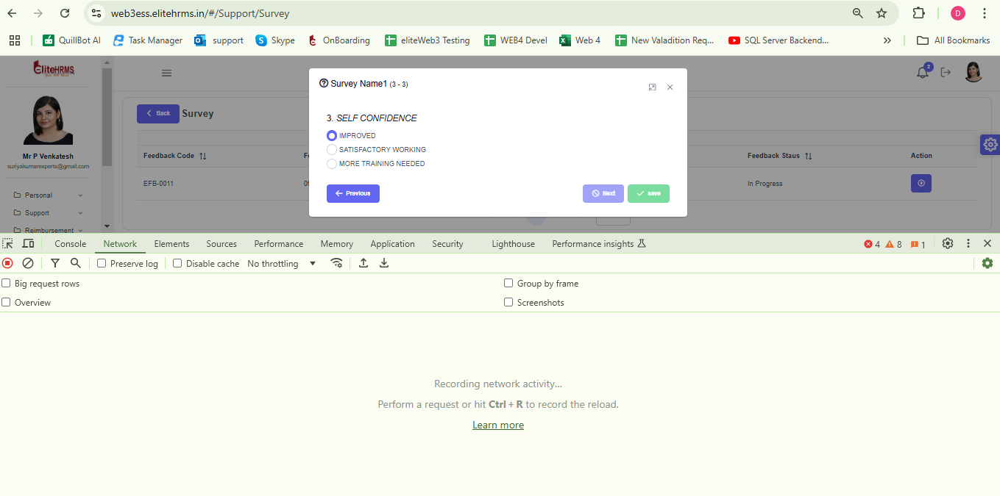 web3ess.elitehrms.in/#/Support/Survey
D
QuillBot AI
Task Manager
support
Skype
OnBoarding
eliteWeb3 Testing
WEB4 Devel
Web 4
New Valadition Req...
SQL Server Backend...
All Bookmarks
EliteHRMS
2
Mr P Venkatesh
suriyakumarexperts@gmail.com
Personal
Support
Reimbursement
Back
Survey
Feedback Code
Feedback Staus
Action
EFB-0011
In Progress
Survey Name1 (3 - 3)
3. SELF CONFIDENCE
IMPROVED
SATISFACTORY WORKING
MORE TRAINING NEEDED
Previous
Next
save
Console
Network
Elements
Sources
Performance
Memory
Application
Security
Lighthouse
Performance insights
4
8
1
Preserve log
Disable cache
No throttling
Big request rows
Group by frame
Overview
Screenshots
Recording network activity...
Perform a request or hit Ctrl + R to record the reload.
Learn more